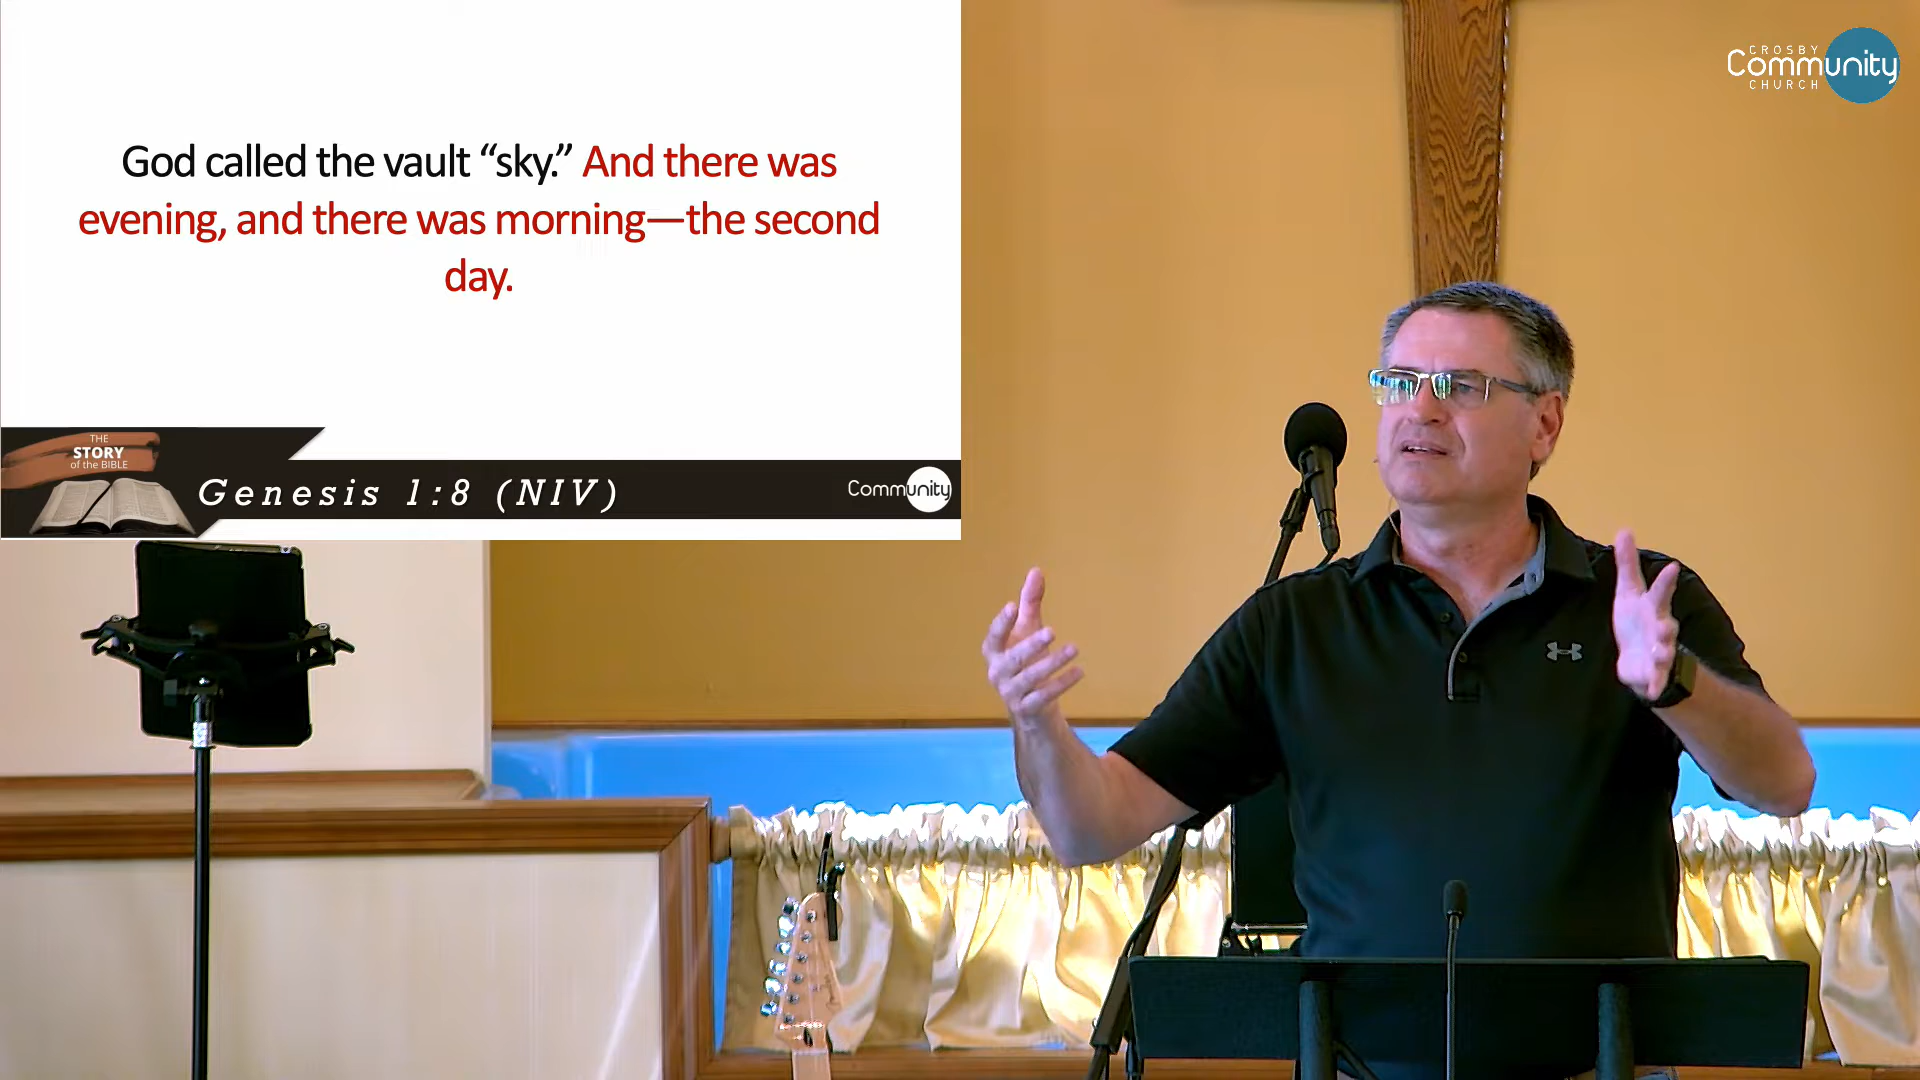 God called the vault “sky.” And there was
evening, and there was morning—the second
day.
THE
STORY
of the BIBLE
Genesis 1:8 (NIV)
Community
CROSBY
Community
CHURCH